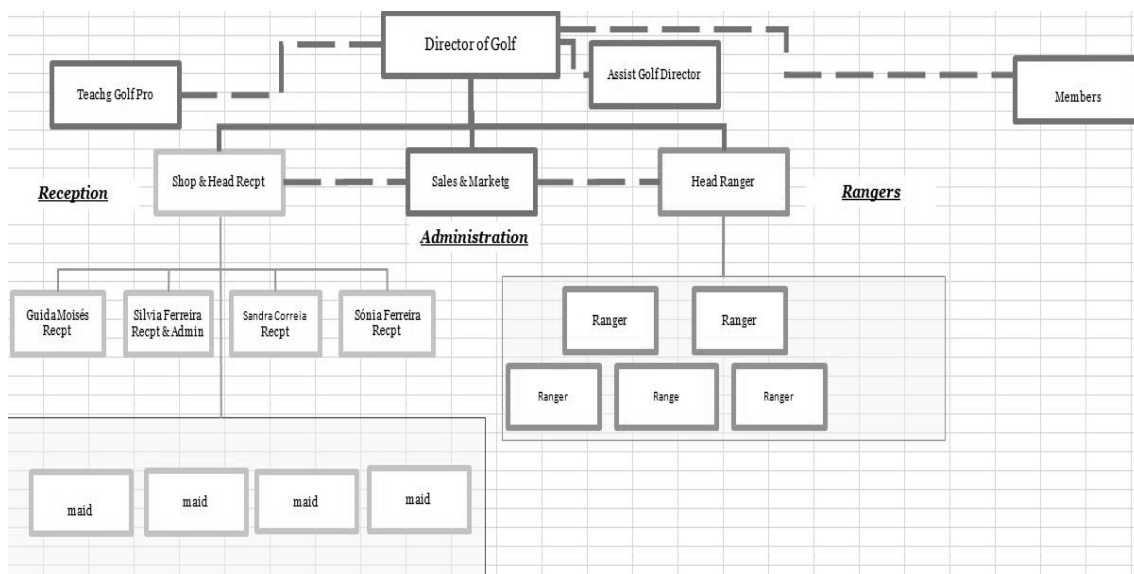 Director of Golf
Assist Golf Director
Teachg Golf Pro
Members
Shop & Head Recpt
Sales & Marketg
Head Ranger
Reception
Rangers
Administration
Guida Moisés
Recpt
Silvia Ferreira
Recpt & Admin
Sandra Correia
Recpt
Sónia Ferreira
Recpt
Ranger
Ranger
Ranger
Range
Ranger
maid
maid
maid
maid